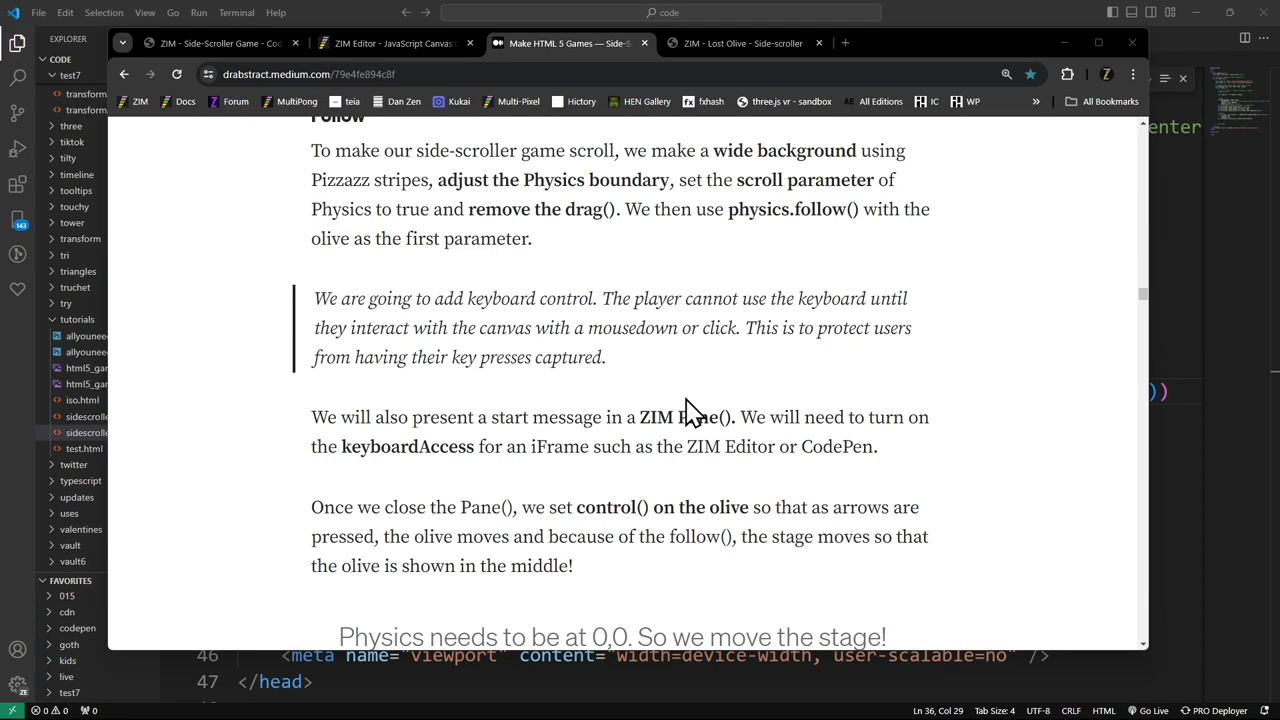 File Edit Selection View Go Run Terminal Help
code
EXPLORER
CODE
test7
transform
transform
three
tiktok
tilty
timeline
tooltips
touchy
tower
transform
tri
triangles
truchet
try
tutorials
allyounee
allyounee
html5_gar
html5_gar
iso.html
sidescrolle
sidescrolle
test.html
twitter
typescript
updates
uses
valentines
vault
vault6
FAVORITES
015
cdn
codepen
goth
kids
live
test7
143
ZIM - Side-Scroller Game - Cod
ZIM Editor - JavaScript Canvas
Make HTML 5 Games — Side-S
ZIM - Lost Olive - Side-scroller
drabstract.medium.com/79e4fe894c8f
ZIM Docs Forum MultiPong teia Dan Zen Kukai Multi-Pixel History HEN Gallery fxhash three.js vr - sandbox All Editions IC WP » All Bookmarks
Follow
To make our side-scroller game scroll, we make a wide background using
Pizzazz stripes, adjust the Physics boundary, set the scroll parameter of
Physics to true and remove the drag(). We then use physics.follow() with the
olive as the first parameter.
We are going to add keyboard control. The player cannot use the keyboard until
they interact with the canvas with a mousedown or click. This is to protect users
from having their key presses captured.
We will also present a start message in a ZIM Pane(). We will need to turn on
the keyboardAccess for an iFrame such as the ZIM Editor or CodePen.
Once we close the Pane(), we set control() on the olive so that as arrows are
pressed, the olive moves and because of the follow(), the stage moves so that
the olive is shown in the middle!
Physics needs to be at 0,0. So we move the stage!
enter
))
46 <meta name="viewport" content="width=device-width, user-scalable=no" />
47 </head>
0 0 0 Ln 36, Col 29 Tab Size: 4 UTF-8 CRLF HTML Go Live PRO Deployer